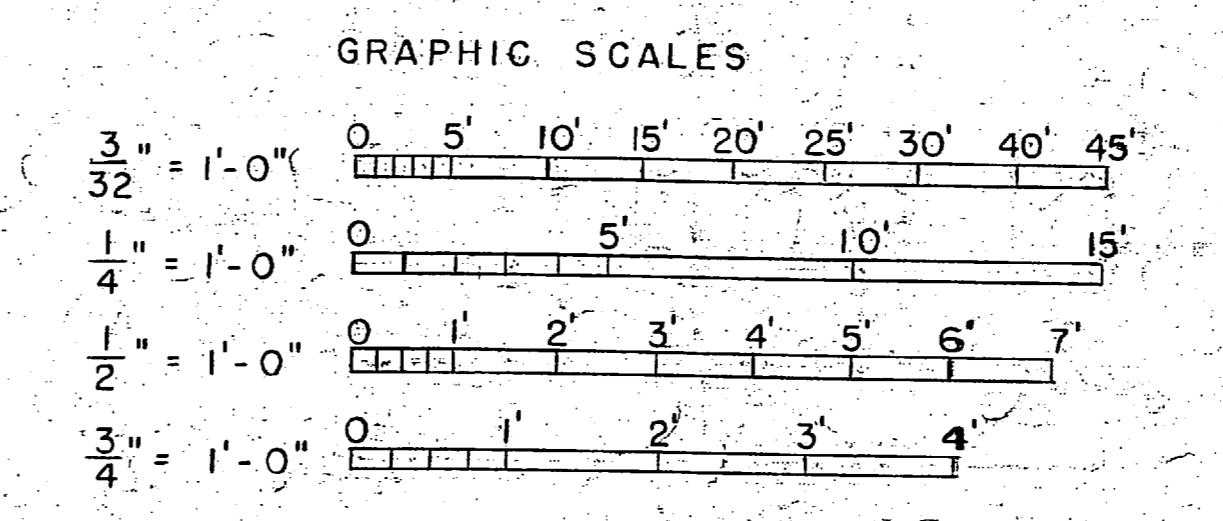 GRAPHIC SCALES
0 5' 10' 15' 20' 25' 30' 40' 45'
3/32" = 1'-0"
0 5' 10' 15'
1/4" = 1'-0"
0 1' 2' 3' 4' 5' 6' 7'
1/2" = 1'-0"
0 1' 2' 3' 4'
3/4" = 1'-0"